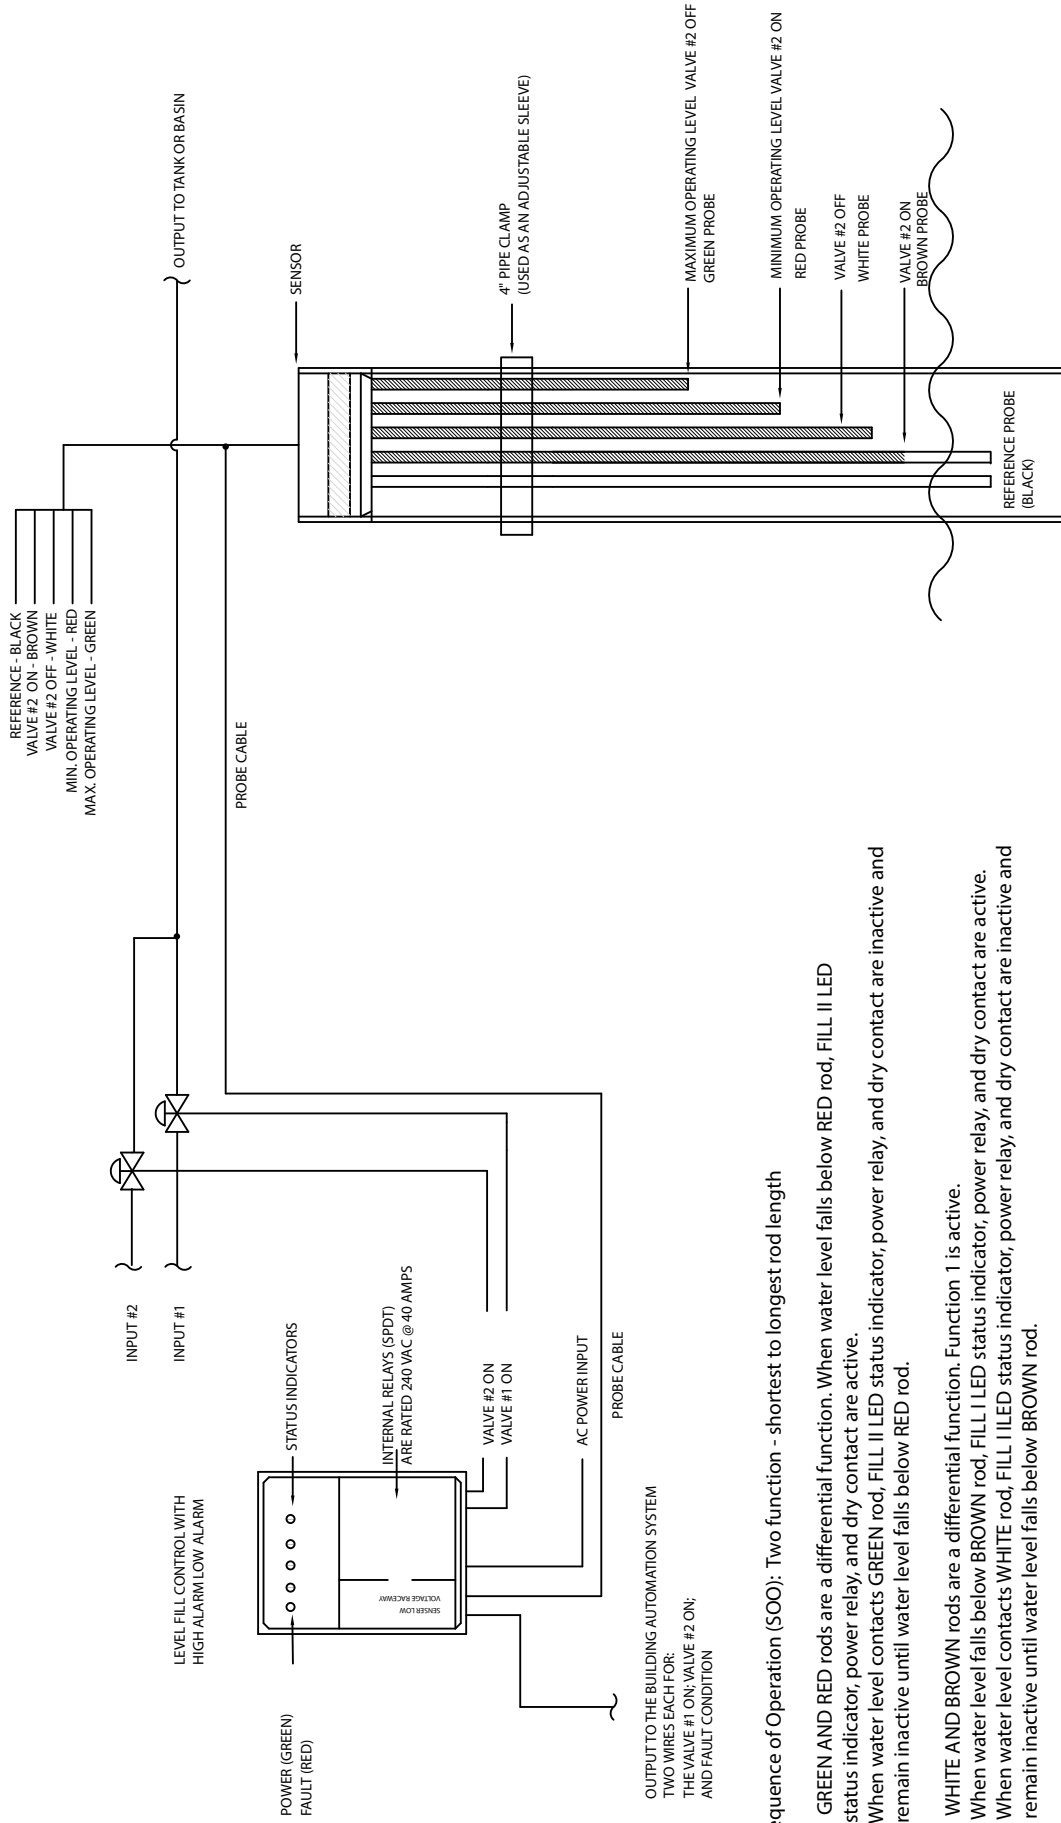 REFERENCE - BLACK
VALVE #2 ON - BROWN
VALVE #2 OFF - WHITE
MIN. OPERATING LEVEL - RED
MAX. OPERATING LEVEL - GREEN
OUTPUT TO TANK OR BASIN
INPUT #2
INPUT #1
PROBE CABLE
SENSOR
4" PIPE CLAMP
(USED AS AN ADJUSTABLE SLEEVE)
MAXIMUM OPERATING LEVEL VALVE #2 OFF
GREEN PROBE
MINIMUM OPERATING LEVEL VALVE #2 ON
RED PROBE
VALVE #2 OFF
WHITE PROBE
VALVE #2 ON
BROWN PROBE
REFERENCE PROBE
(BLACK)
LEVEL FILL CONTROL WITH
HIGH ALARM LOW ALARM
POWER (GREEN)
FAULT (RED)
STATUS INDICATORS
INTERNAL RELAYS (SPDT)
ARE RATED 240 VAC @ 40 AMPS
SENSER LOW
VOLTAGE RACEWAY
VALVE #2 ON
VALVE #1 ON
AC POWER INPUT
PROBE CABLE
OUTPUT TO THE BUILDING AUTOMATION SYSTEM
TWO WIRES EACH FOR:
THE VALVE #1 ON; VALVE #2 ON;
AND FAULT CONDITION
equence of Operation (SOO): Two function - shortest to longest rod length
GREEN AND RED rods are a differential function. When water level falls below RED rod, FILL II LED
status indicator, power relay, and dry contact are active.
When water level contacts GREEN rod, FILL II LED status indicator, power relay, and dry contact are inactive and
remain inactive until water level falls below RED rod.
WHITE AND BROWN rods are a differential function. Function 1 is active.
When water level falls below BROWN rod, FILL I LED status indicator, power relay, and dry contact are active.
When water level contacts WHITE rod, FILL I ILED status indicator, power relay, and dry contact are inactive and
remain inactive until water level falls below BROWN rod.